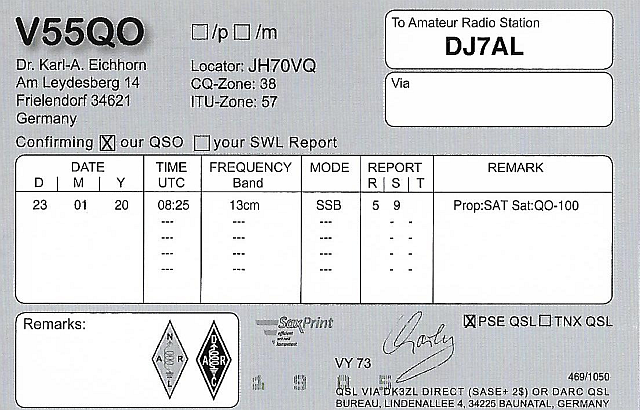 V55QO
/p /m
Dr. Karl-A. Eichhorn
Am Leydesberg 14
Frielendorf 34621
Germany
Locator: JH70VQ
CQ-Zone: 38
ITU-Zone: 57
To Amateur Radio Station
DJ7AL
Via
Confirming X our QSO your SWL Report
DATE TIME FREQUENCY MODE REPORT REMARK
D | M | Y UTC Band R | S | T
23 01 20 08:25 13cm SSB 5 9 Prop:SAT Sat:QO-100
--- --- --- - -
--- --- --- - -
--- --- --- - -
--- --- --- - -
Remarks:
N
A R
L
D
A R
C
SaxPrint
X PSE QSL TNX QSL
VY 73
Charly
469/1050
QSL VIA DK3ZL DIRECT (SASE+ 2$) OR DARC QSL
BUREAU, LINDENALLEE 4, 34225 BAUNATAL, GERMANY